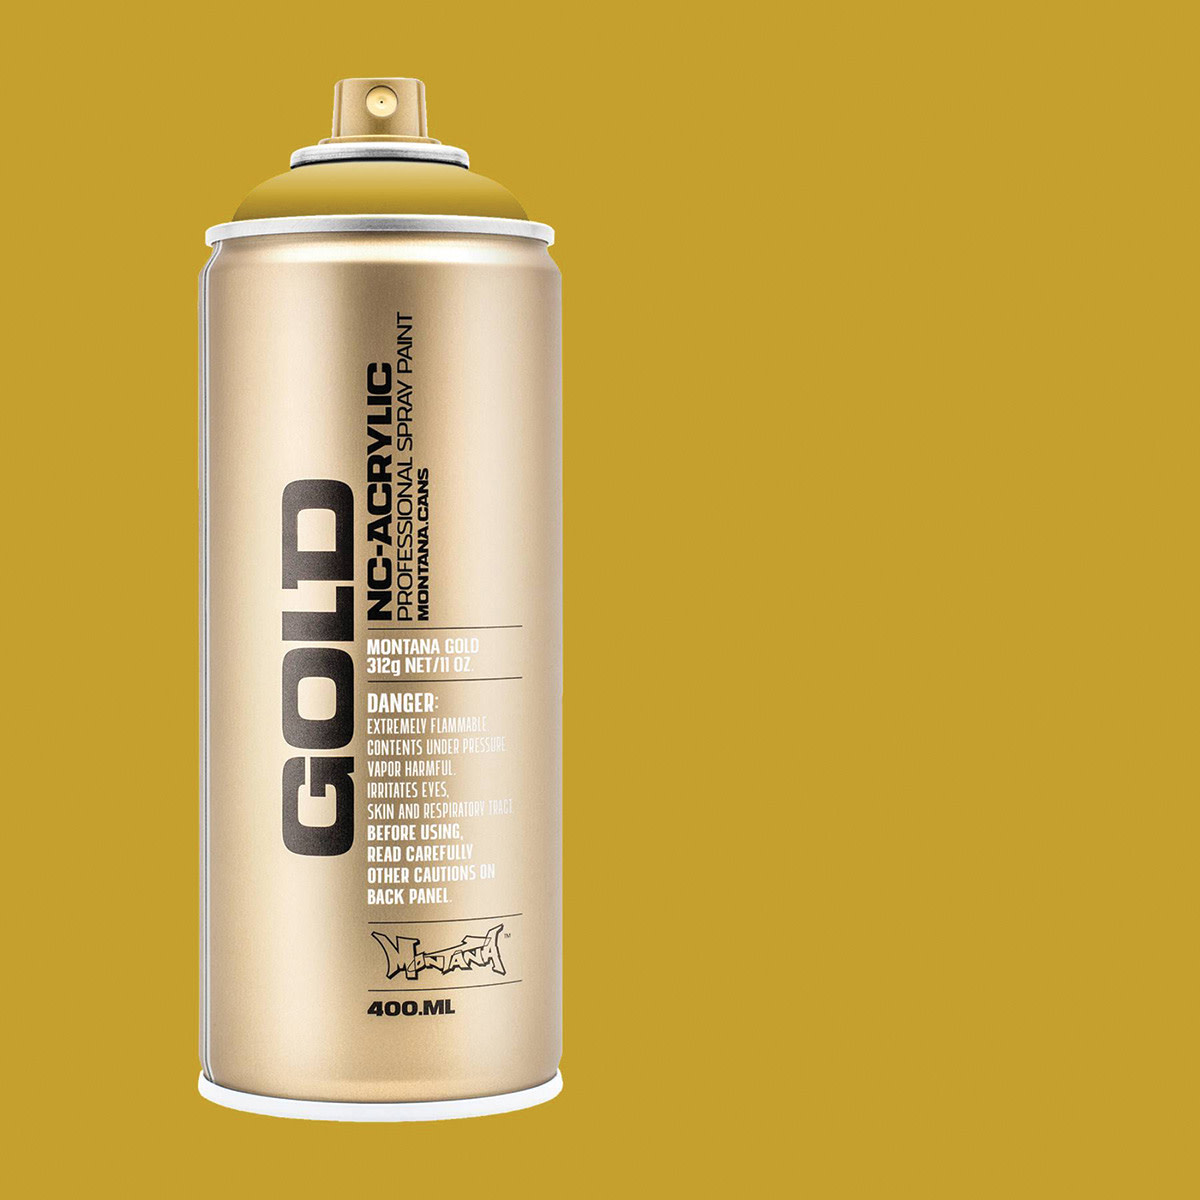 GOLD
NC-ACRYLIC
PROFESSIONAL SPRAY PAINT
MONTANA.CANS
MONTANA GOLD
312g NET/11 OZ.
DANGER:
EXTREMELY FLAMMABLE
CONTENTS UNDER PRESSURE.
VAPOR HARMFUL.
IRRITATES EYES,
SKIN AND RESPIRATORY TRACT.
BEFORE USING,
READ CAREFULLY
OTHER CAUTIONS ON
BACK PANEL.
MONTANA™
400.ML